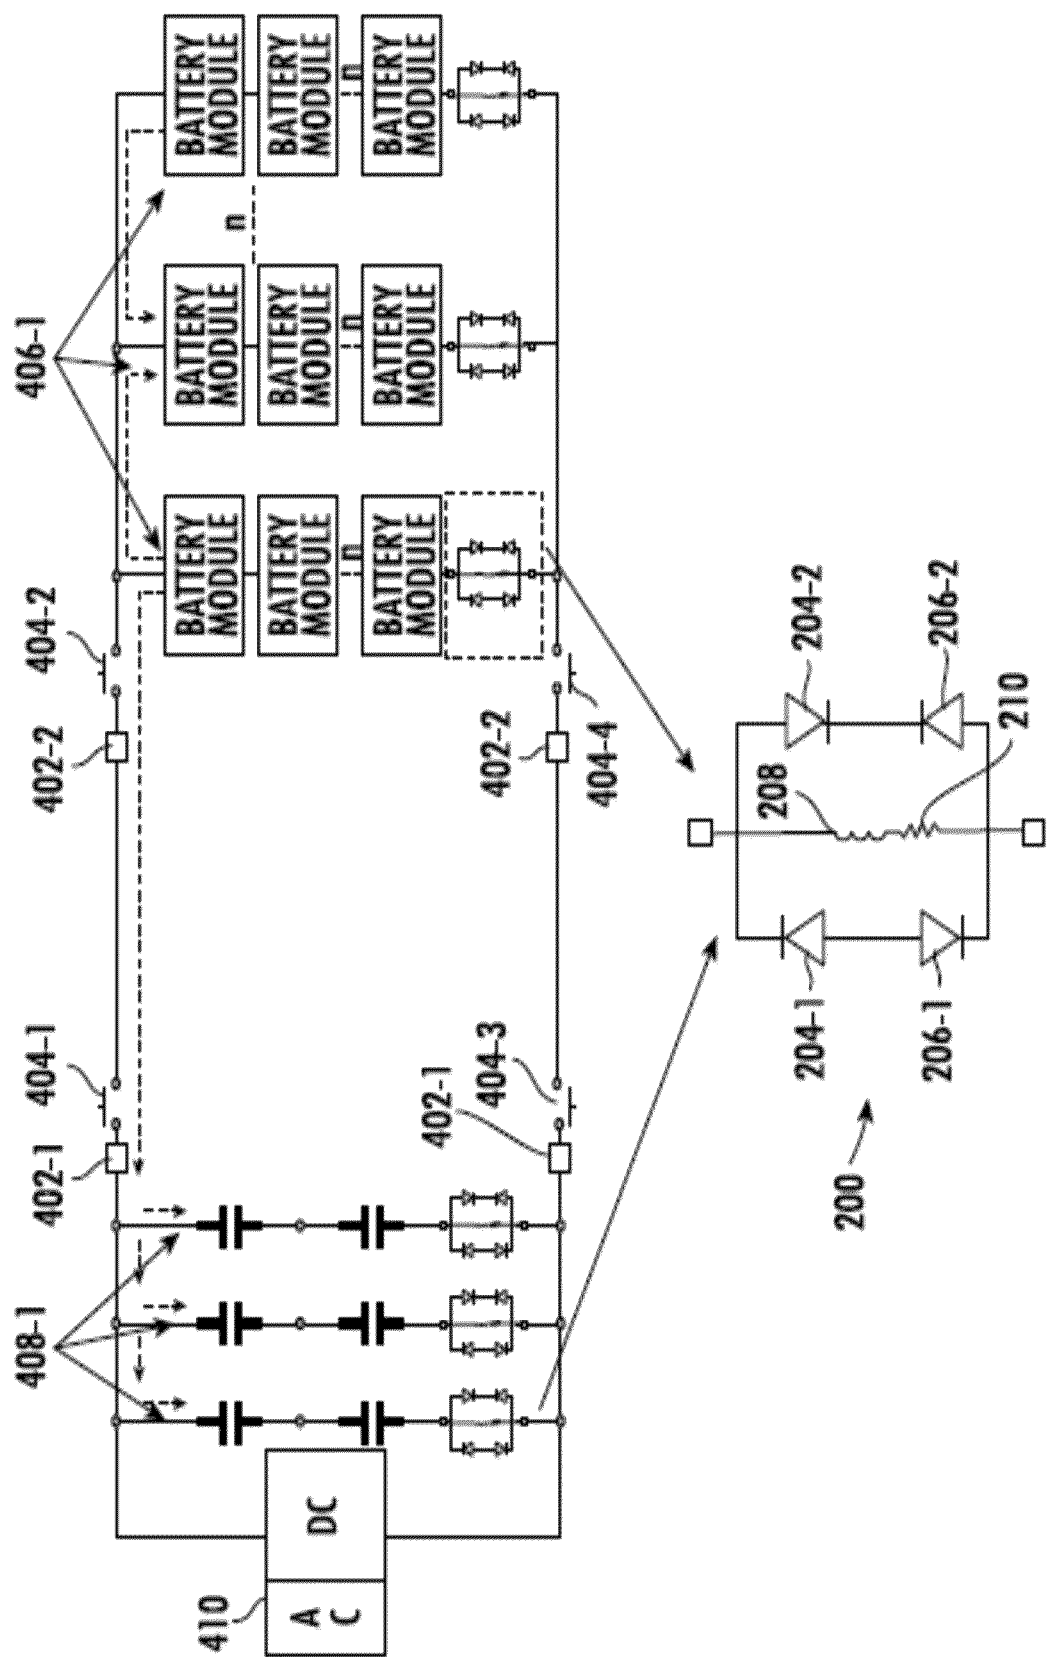 410
A
C
DC
408-1
402-1
404-1
402-2
404-2
406-1
BATTERY
MODULE
BATTERY
MODULE
n
BATTERY
MODULE
BATTERY
MODULE
BATTERY
MODULE
n
BATTERY
MODULE
n
BATTERY
MODULE
BATTERY
MODULE
n
BATTERY
MODULE
402-1
404-3
402-2
404-4
200
204-1
206-1
208
204-2
206-2
210